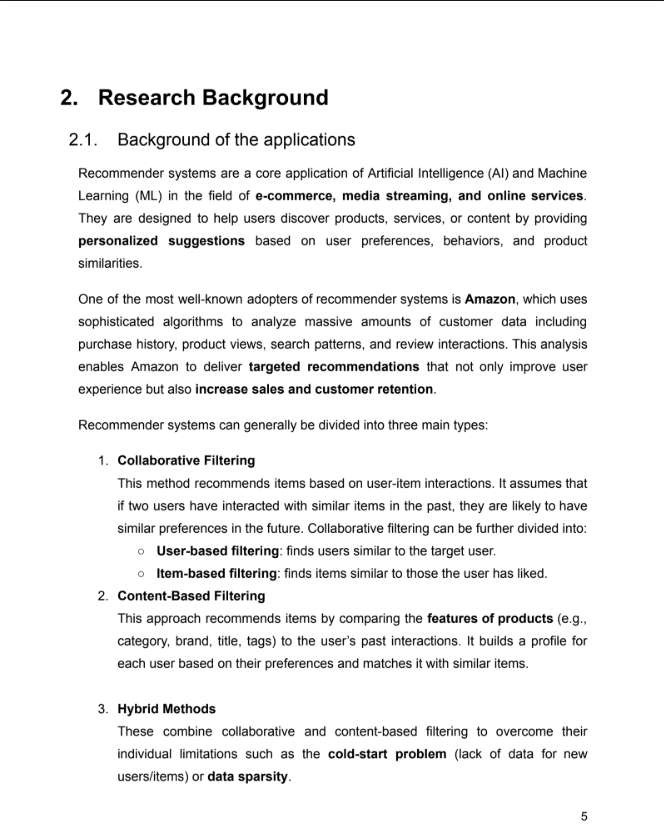 2. Research Background
2.1. Background of the applications
Recommender systems are a core application of Artificial Intelligence (AI) and Machine
Learning (ML) in the field of e-commerce, media streaming, and online services.
They are designed to help users discover products, services, or content by providing
personalized suggestions based on user preferences, behaviors, and product
similarities.
One of the most well-known adopters of recommender systems is Amazon, which uses
sophisticated algorithms to analyze massive amounts of customer data including
purchase history, product views, search patterns, and review interactions. This analysis
enables Amazon to deliver targeted recommendations that not only improve user
experience but also increase sales and customer retention.
Recommender systems can generally be divided into three main types:
1. Collaborative Filtering
This method recommends items based on user-item interactions. It assumes that
if two users have interacted with similar items in the past, they are likely to have
similar preferences in the future. Collaborative filtering can be further divided into:
○ User-based filtering: finds users similar to the target user.
○ Item-based filtering: finds items similar to those the user has liked.
2. Content-Based Filtering
This approach recommends items by comparing the features of products (e.g.,
category, brand, title, tags) to the user’s past interactions. It builds a profile for
each user based on their preferences and matches it with similar items.
3. Hybrid Methods
These combine collaborative and content-based filtering to overcome their
individual limitations such as the cold-start problem (lack of data for new
users/items) or data sparsity.
5